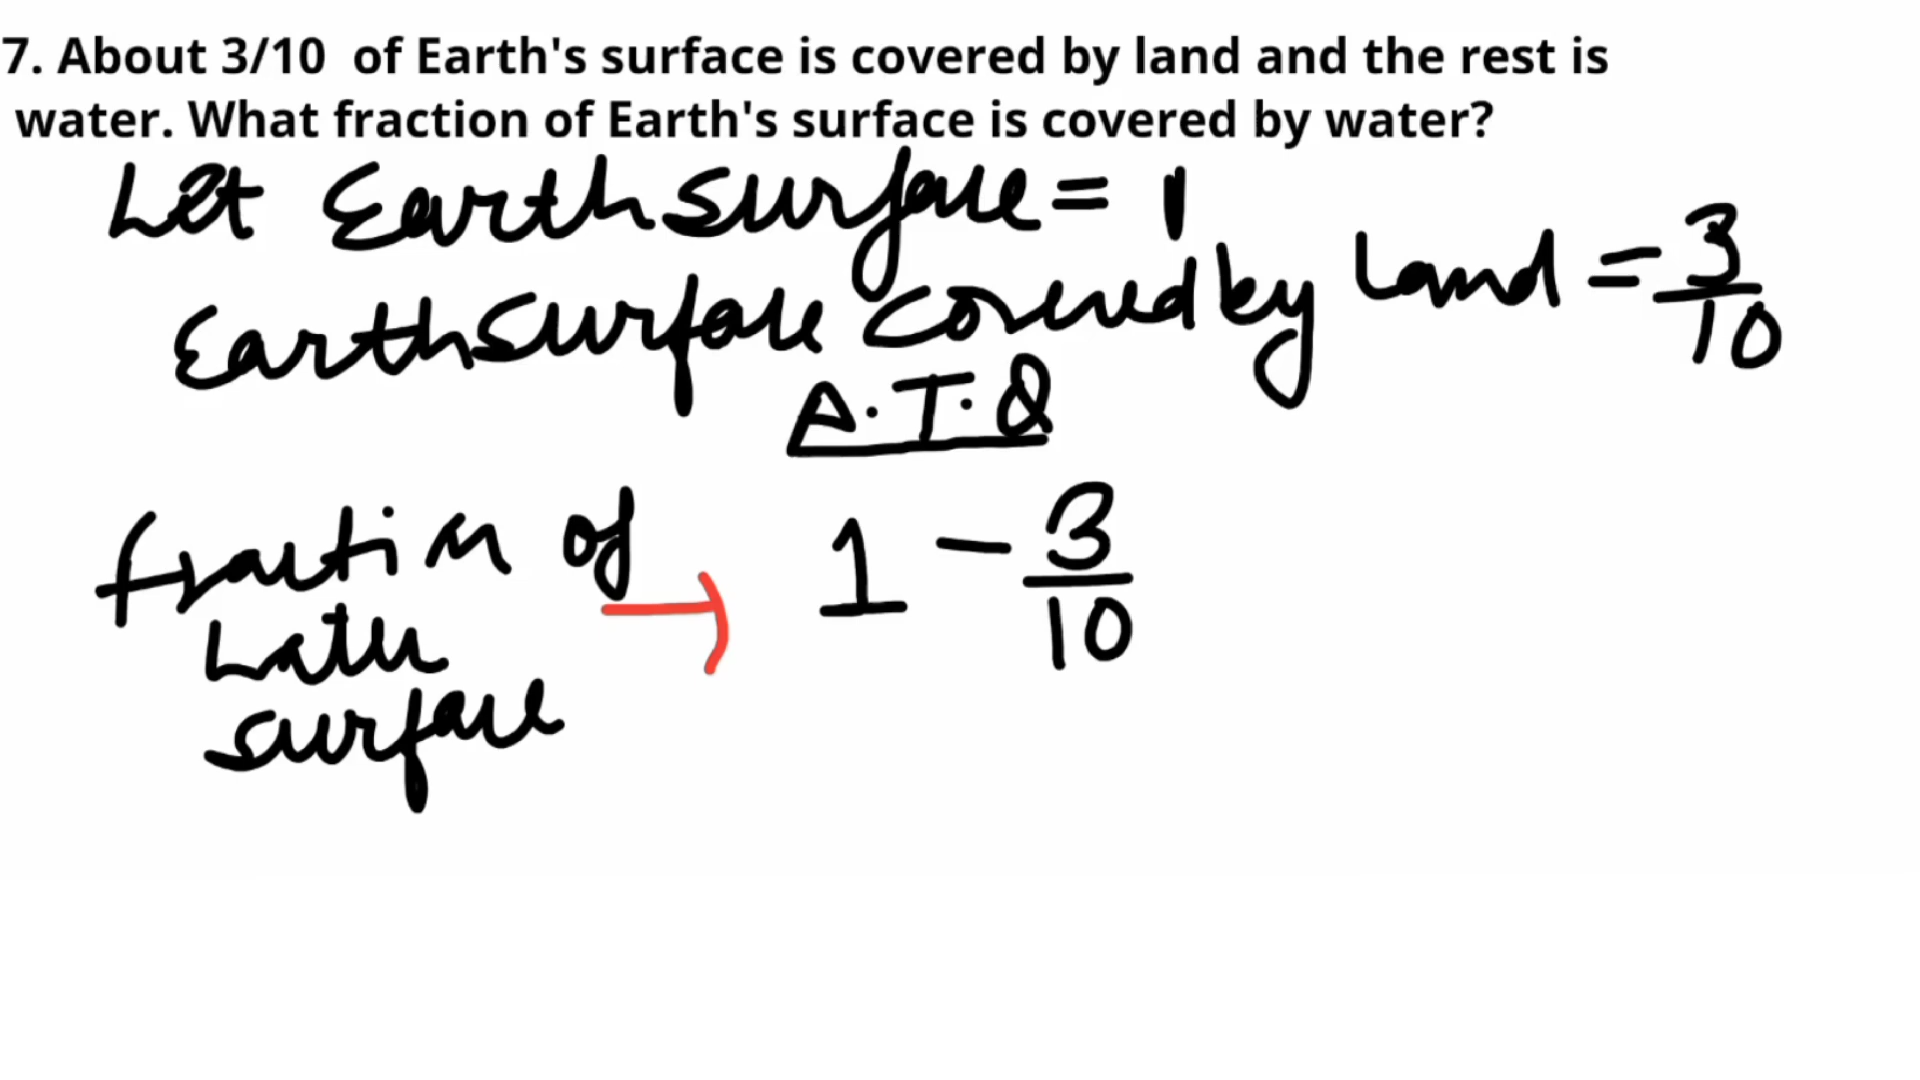 7. About 3/10 of Earth's surface is covered by land and the rest is
water. What fraction of Earth's surface is covered by water?
Let Earth surface = 1
Earth surface covered by Land = 3/10
A.T.Q
fraction of → 1 - 3/10
Water
surface